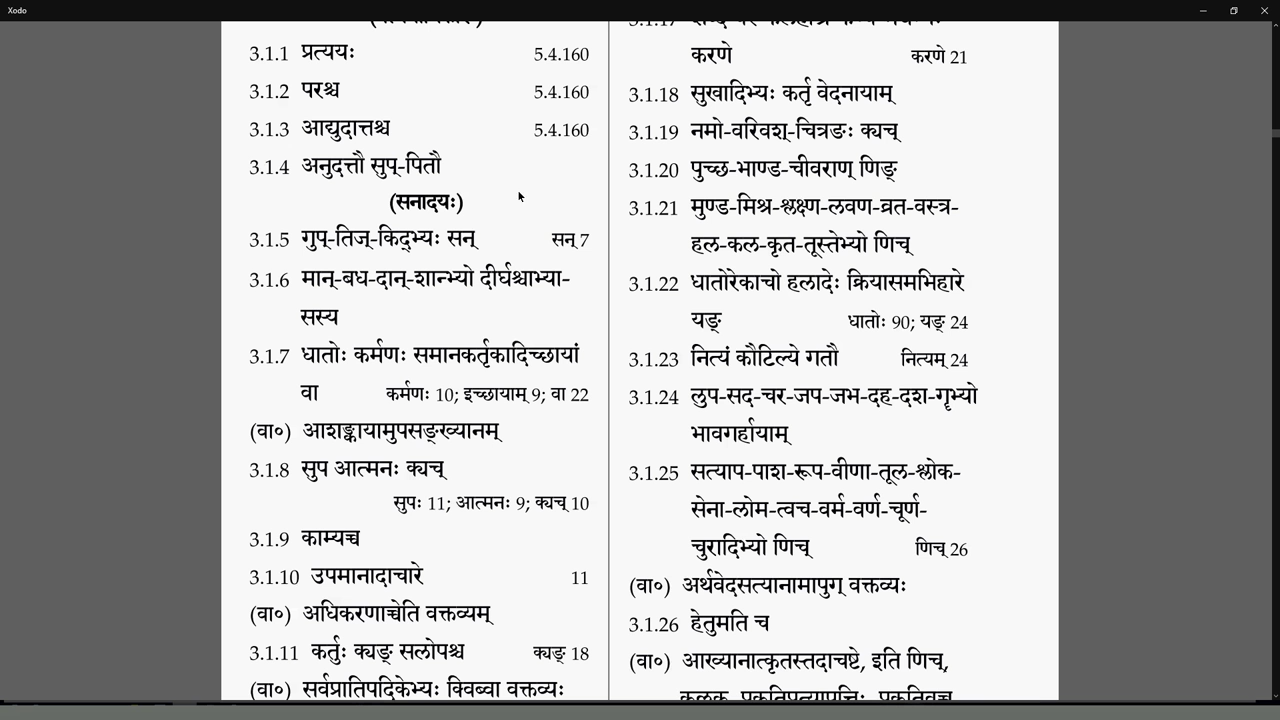 Xodo
3.1.1 प्रत्ययः 5.4.160
3.1.2 परश्च 5.4.160
3.1.3 आद्युदात्तश्च 5.4.160
3.1.4 अनुदत्तौ सुप्-पितौ
(सनादयः)
3.1.5 गुप्-तिज्-किद्भ्यः सन् सन् 7
3.1.6 मान्-बध-दान्-शान्भ्यो दीर्घश्चाभ्या-
सस्य
3.1.7 धातोः कर्मणः समानकर्तृकादिच्छायां
वा कर्मणः 10; इच्छायाम् 9; वा 22
(वा०) आशङ्कायामुपसङ्ख्यानम्
3.1.8 सुप आत्मनः क्यच्
सुपः 11; आत्मनः 9; क्यच् 10
3.1.9 काम्यच्च
3.1.10 उपमानादाचारे 11
(वा०) अधिकरणाच्चेति वक्तव्यम्
3.1.11 कर्तुः क्यङ् सलोपश्च क्यङ् 18
(वा०) सर्वप्रातिपदिकेभ्यः क्विब्वा वक्तव्यः
3.1.17
करणे करणे 21
3.1.18 सुखादिभ्यः कर्तृ वेदनायाम्
3.1.19 नमो-वरिवश्-चित्रङः क्यच्
3.1.20 पुच्छ-भाण्ड-चीवराण् णिङ्
3.1.21 मुण्ड-मिश्र-श्लक्ष्ण-लवण-व्रत-वस्त्र-
हल-कल-कृत-तूस्तेभ्यो णिच्
3.1.22 धातोरेकाचो हलादेः क्रियासमभिहारे
यङ् धातोः 90; यङ् 24
3.1.23 नित्यं कौटिल्ये गतौ नित्यम् 24
3.1.24 लुप-सद-चर-जप-जभ-दह-दश-गॄभ्यो
भावगर्हायाम्
3.1.25 सत्याप-पाश-रूप-वीणा-तूल-श्लोक-
सेना-लोम-त्वच-वर्म-वर्ण-चूर्ण-
चुरादिभ्यो णिच् णिच् 26
(वा०) अर्थवेदसत्यानामापुग् वक्तव्यः
3.1.26 हेतुमति च
(वा०) आख्यानात्कृतस्तदाचष्टे, इति णिच्,